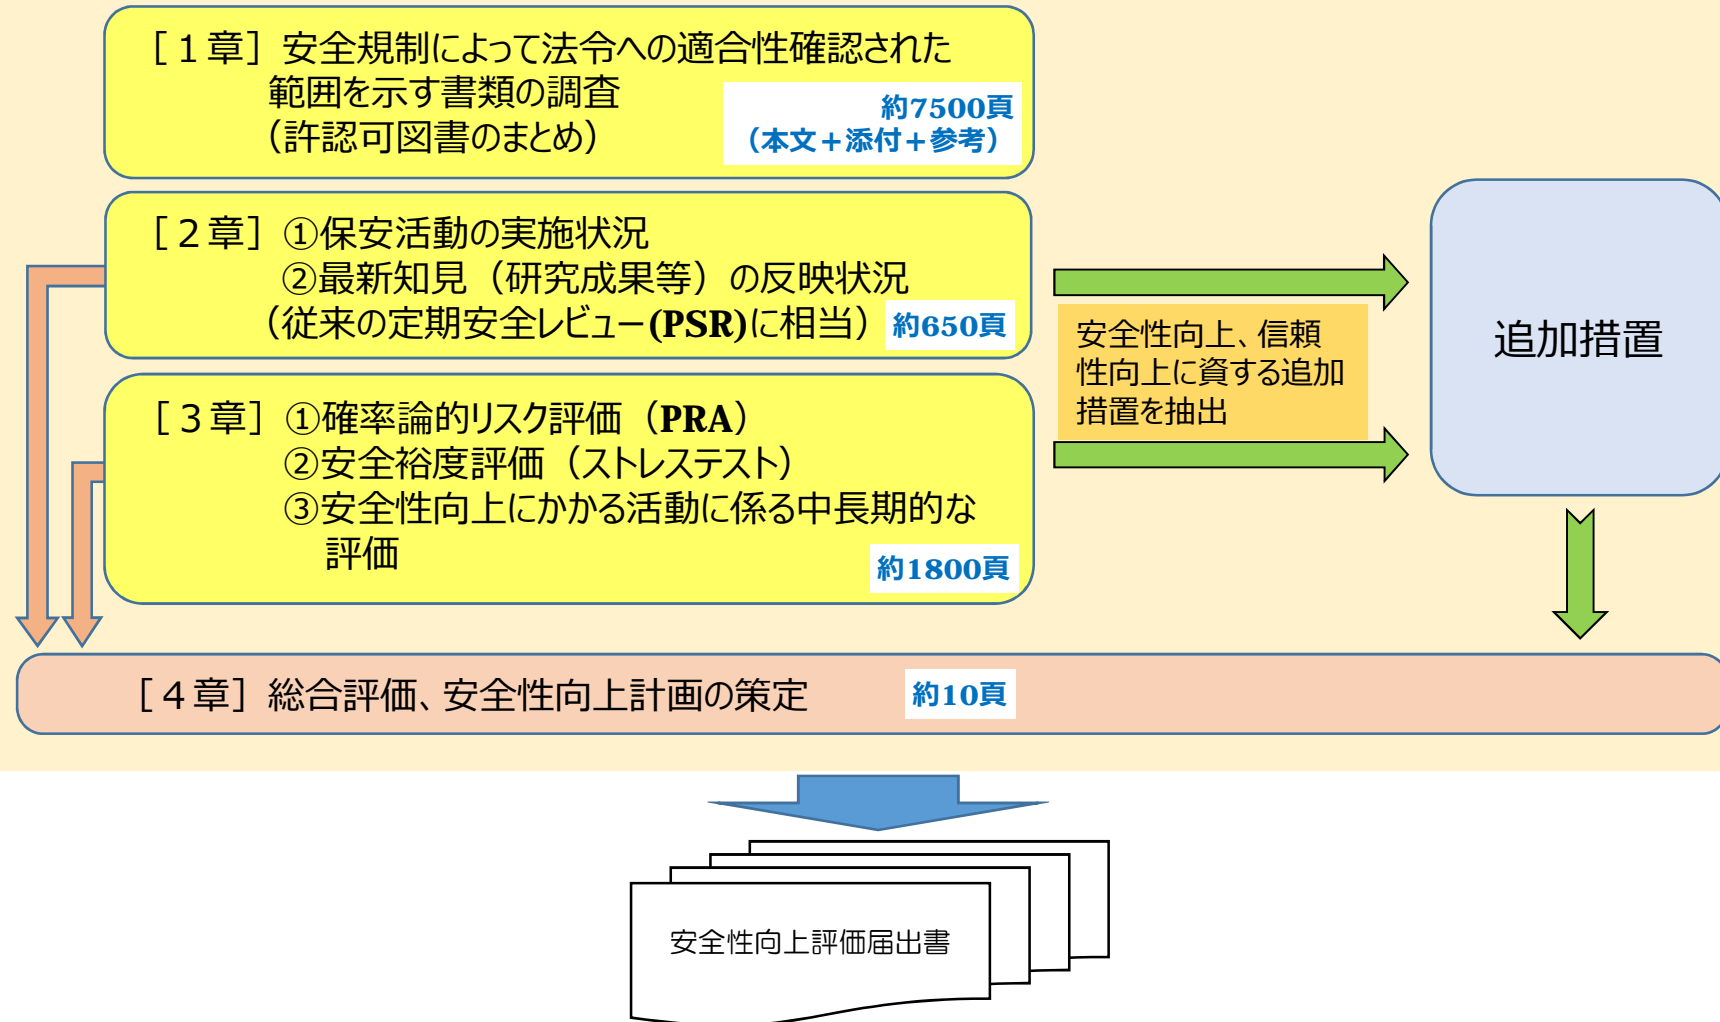 ［１章］安全規制によって法令への適合性確認された
範囲を示す書類の調査
（許認可図書のまとめ）
約7500頁
（本文＋添付＋参考）
［２章］①保安活動の実施状況
②最新知見（研究成果等）の反映状況
（従来の定期安全レビュー(PSR)に相当）
約650頁
［３章］①確率論的リスク評価（PRA）
②安全裕度評価（ストレステスト）
③安全性向上にかかる活動に係る中長期的な
評価
約1800頁
安全性向上、信頼
性向上に資する追加
措置を抽出
追加措置
［４章］総合評価、安全性向上計画の策定
約10頁
安全性向上評価届出書